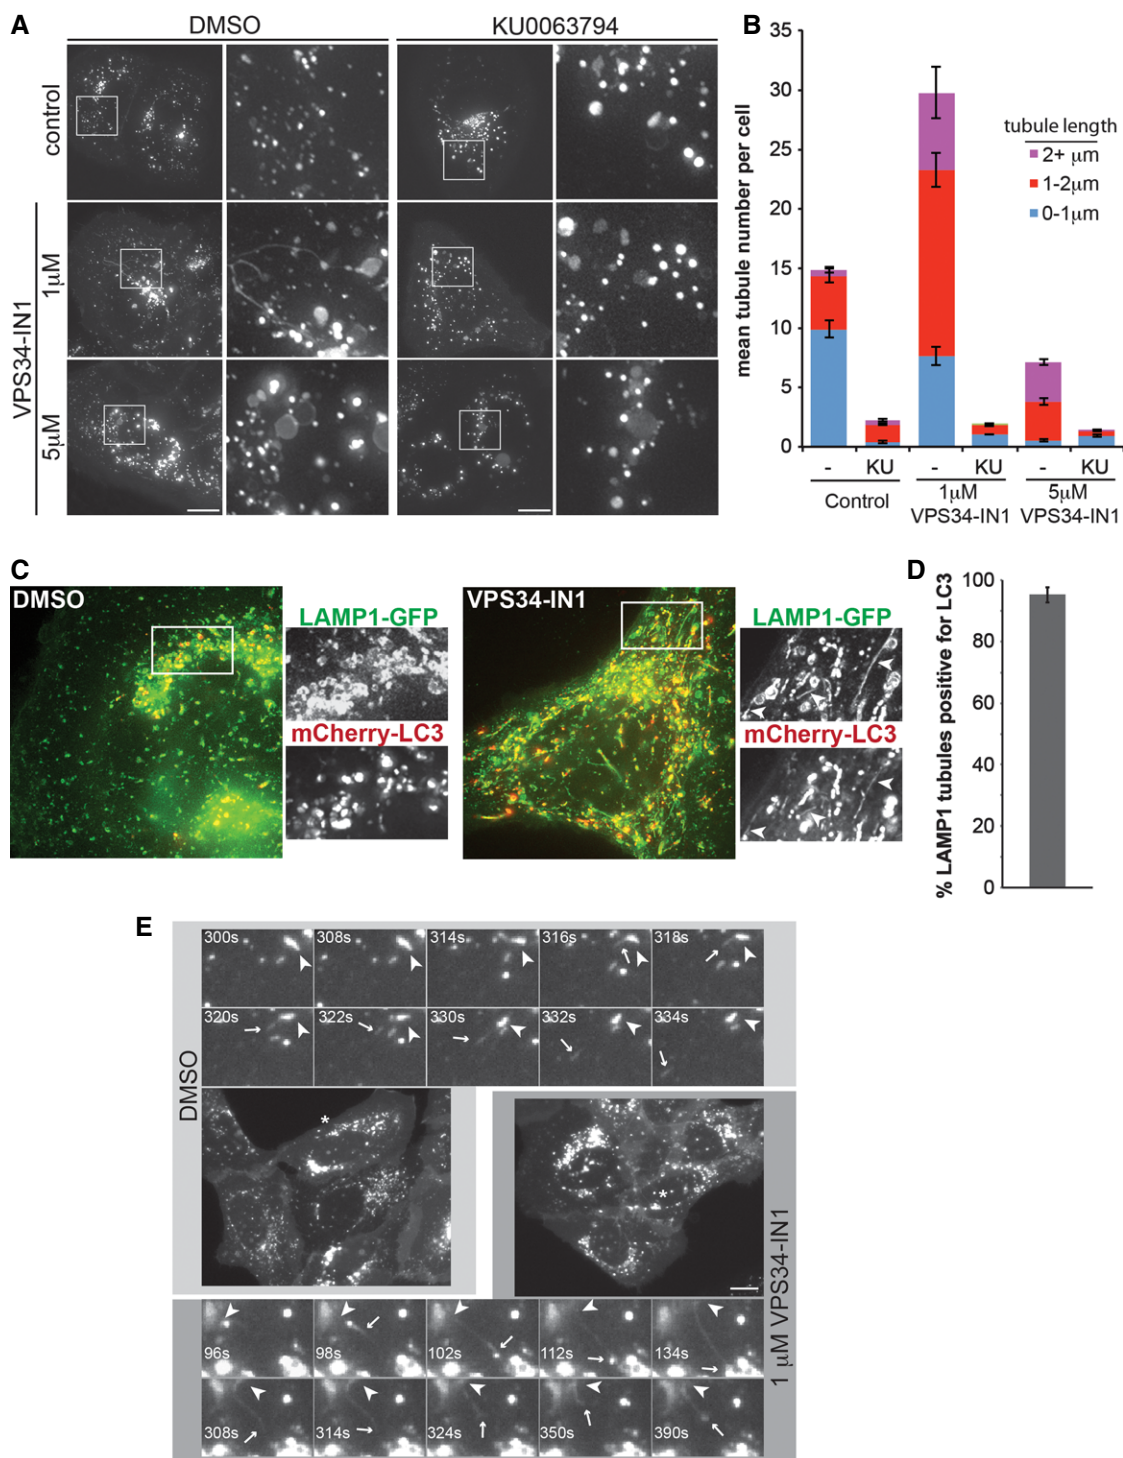 A
DMSO
KU0063794
control
VPS34-IN1
1μM
5μM
B
mean tubule number per cell
35
30
25
20
15
10
5
0
tubule length
2+ μm
1-2μm
0-1μm
- KU - KU - KU
Control
1μM VPS34-IN1
5μM VPS34-IN1
C
DMSO
LAMP1-GFP
mCherry-LC3
VPS34-IN1
LAMP1-GFP
mCherry-LC3
D
% LAMP1 tubules positive for LC3
100
80
60
40
20
0
E
DMSO
300s 308s 314s 316s 318s
320s 322s 330s 332s 334s
*
*
1 μM VPS34-IN1
96s 98s 102s 112s 134s
308s 314s 324s 350s 390s